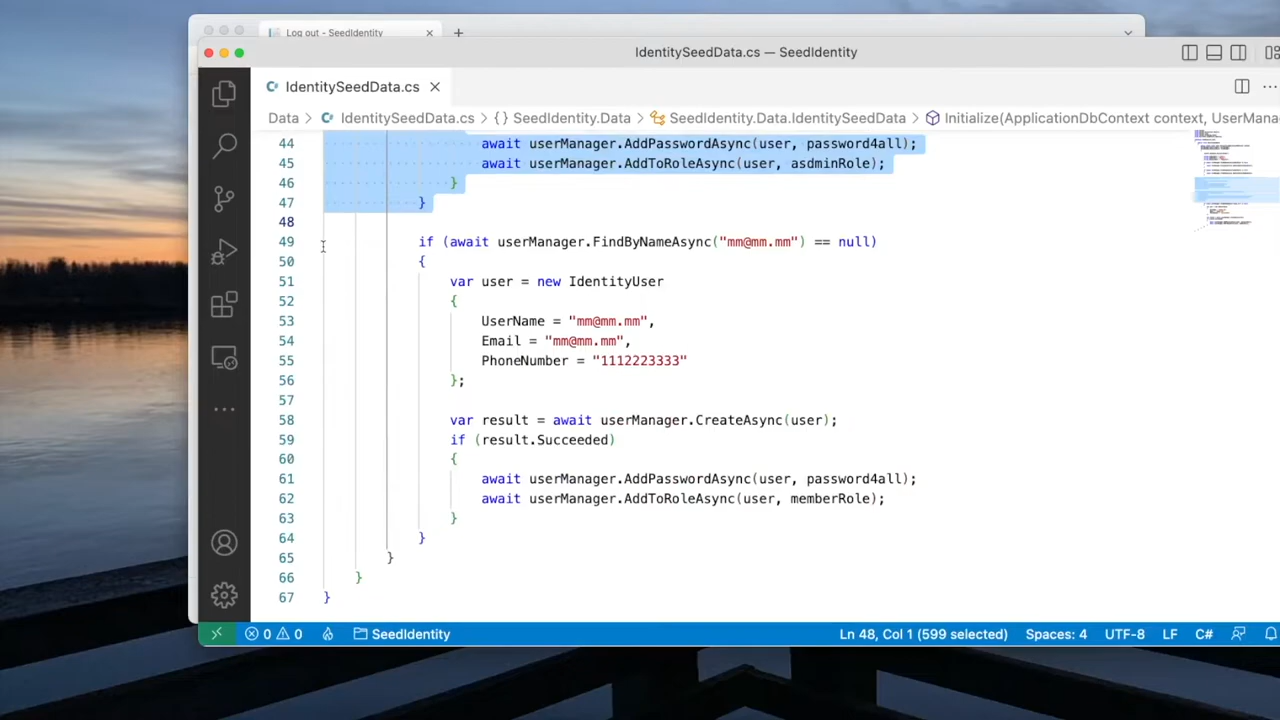 Log out - SeedIdentity
IdentitySeedData.cs — SeedIdentity
IdentitySeedData.cs
Data > IdentitySeedData.cs > {} SeedIdentity.Data > SeedIdentity.Data.IdentitySeedData > Initialize(ApplicationDbContext context, UserMana
44 await userManager.AddPasswordAsync(user, password4all);
45 await userManager.AddToRoleAsync(user, asdminRole);
46 }
47 }
48
49 if (await userManager.FindByNameAsync("mm@mm.mm") == null)
50 {
51 var user = new IdentityUser
52 {
53 UserName = "mm@mm.mm",
54 Email = "mm@mm.mm",
55 PhoneNumber = "1112223333"
56 };
57
58 var result = await userManager.CreateAsync(user);
59 if (result.Succeeded)
60 {
61 await userManager.AddPasswordAsync(user, password4all);
62 await userManager.AddToRoleAsync(user, memberRole);
63 }
64 }
65 }
66 }
67 }
0 0 SeedIdentity Ln 48, Col 1 (599 selected) Spaces: 4 UTF-8 LF C#